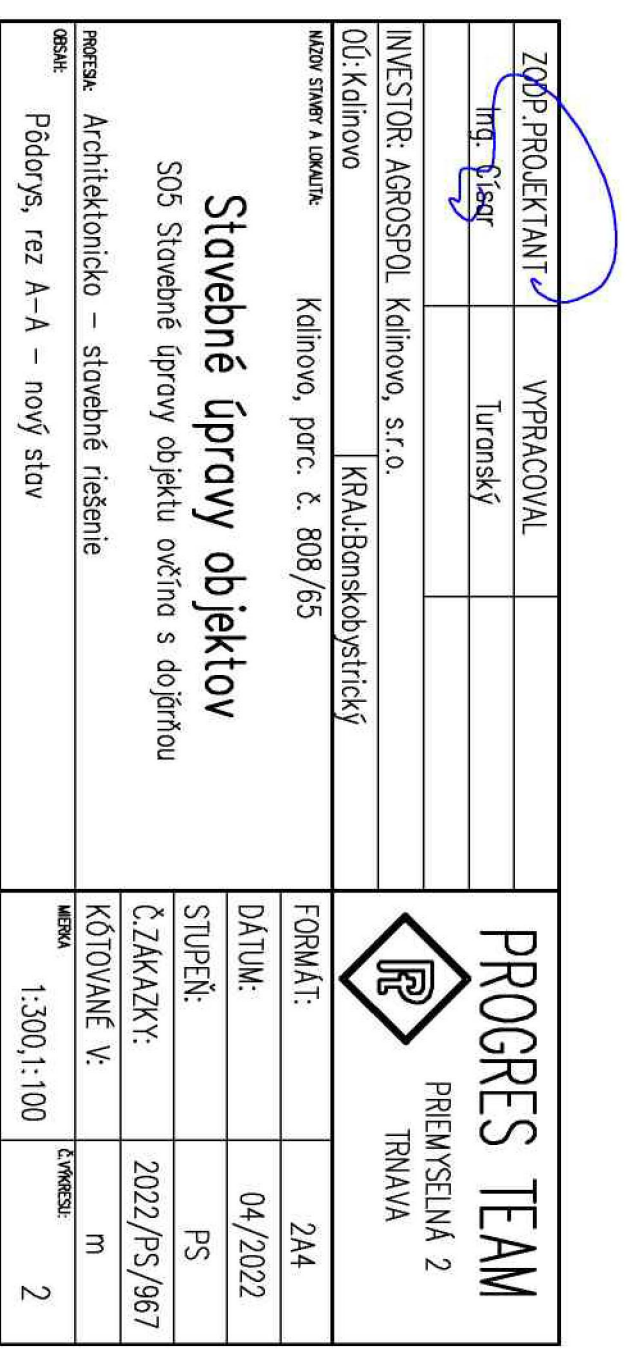 ZODP.PROJEKTANT
VYPRACOVAL
Ing. Císar
Turanský
INVESTOR: AGROSPOL Kalinovo, s.r.o.
OÚ: Kalinovo
KRAJ:Banskobystrický
NÁZOV STAVBY A LOKALITA:
Kalinovo, parc. č. 808/65
Stavebné úpravy objektov
S05 Stavebné úpravy objektu ovčína s dojárňou
PROFESIA: Architektonicko – stavebné riešenie
OBSAH:
Pôdorys, rez A–A – nový stav
PROGRES TEAM
PRIEMYSELNÁ 2
TRNAVA
FORMÁT: 2A4
DÁTUM: 04/2022
STUPEŇ: PS
Č.ZÁKAZKY: 2022/PS/967
KÓTOVANÉ V: m
MIERKA
1:300,1:100
Č.VÝKRESU:
2